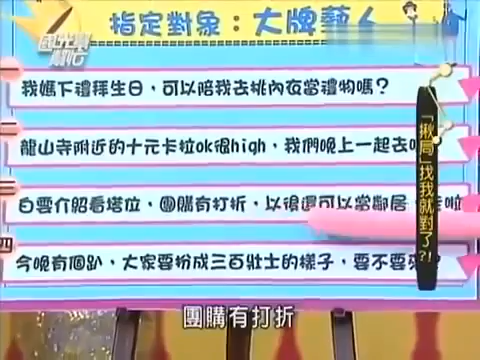 指定對象：大牌藝人
我媽下禮拜生日，可以陪我去挑內衣當禮物嗎？
龍山寺附近的十元卡拉ok很high，我們晚上一起去
白雲介紹看塔位，團購有打折，以後還可以當鄰居，
今晚有個趴，大家要扮成三百壯士的樣子，要不要來？
「揪局」找我就對了?!
團購有打折